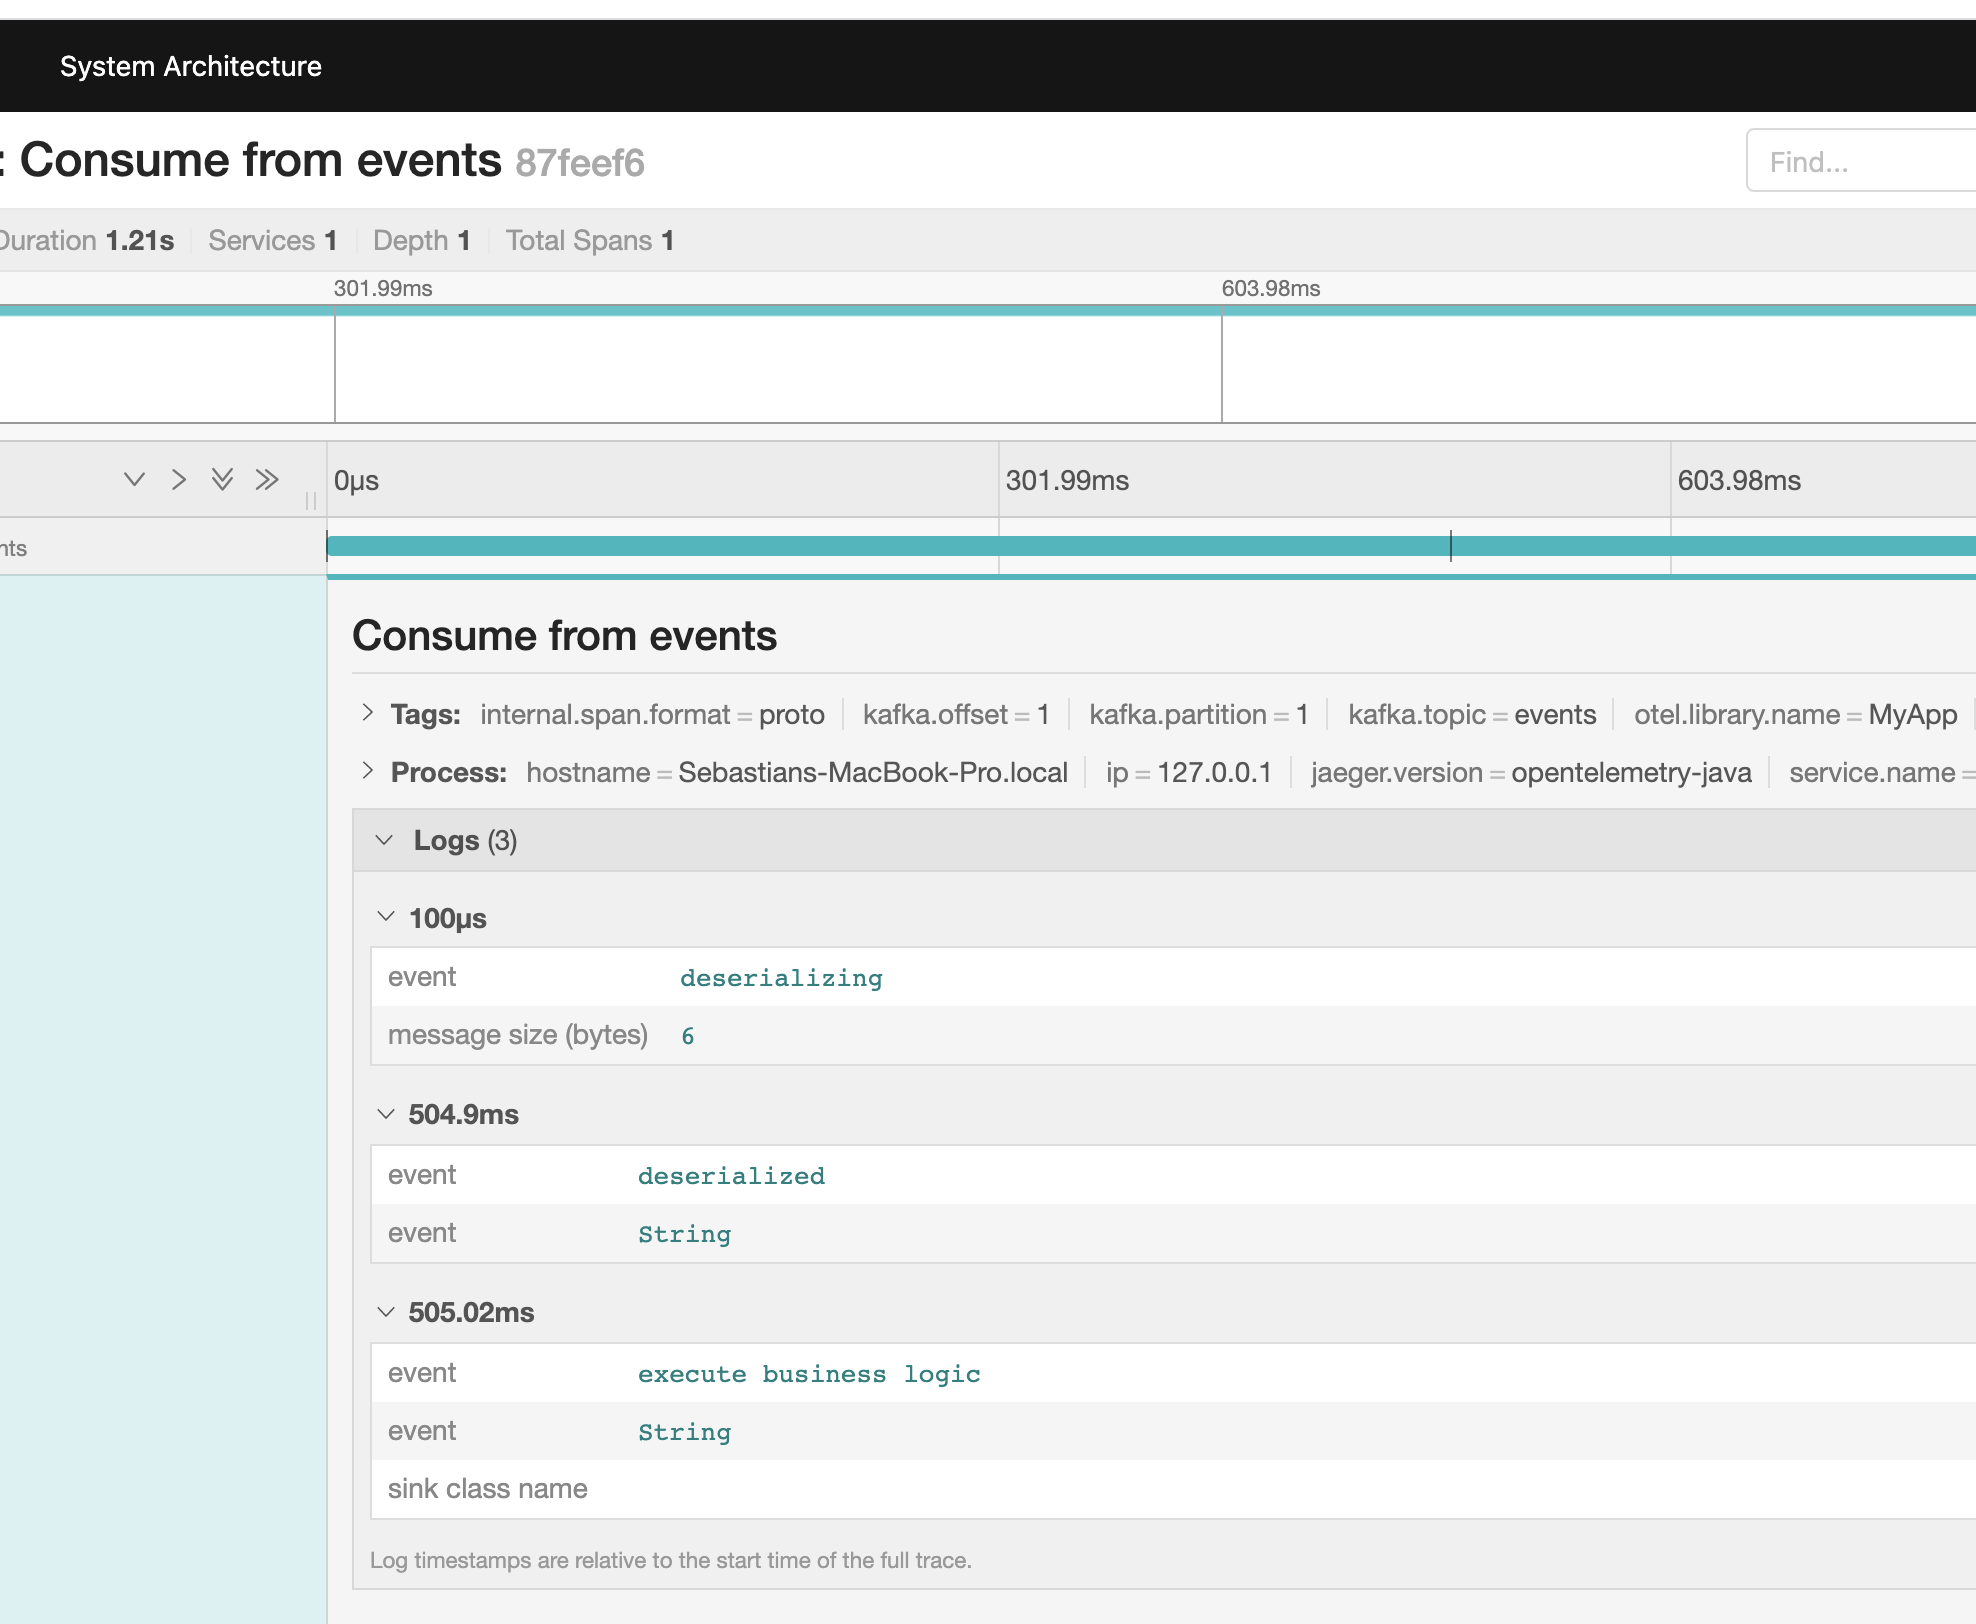 System Architecture
: Consume from events 87feef6
Find...
Duration 1.21s Services 1 Depth 1 Total Spans 1
301.99ms 603.98ms
0μs 301.99ms 603.98ms
nts
Consume from events
Tags: internal.span.format = proto kafka.offset = 1 kafka.partition = 1 kafka.topic = events otel.library.name = MyApp
Process: hostname = Sebastians-MacBook-Pro.local ip = 127.0.0.1 jaeger.version = opentelemetry-java service.name =
Logs (3)
100μs
event deserializing
message size (bytes) 6
504.9ms
event deserialized
event String
505.02ms
event execute business logic
event String
sink class name
Log timestamps are relative to the start time of the full trace.